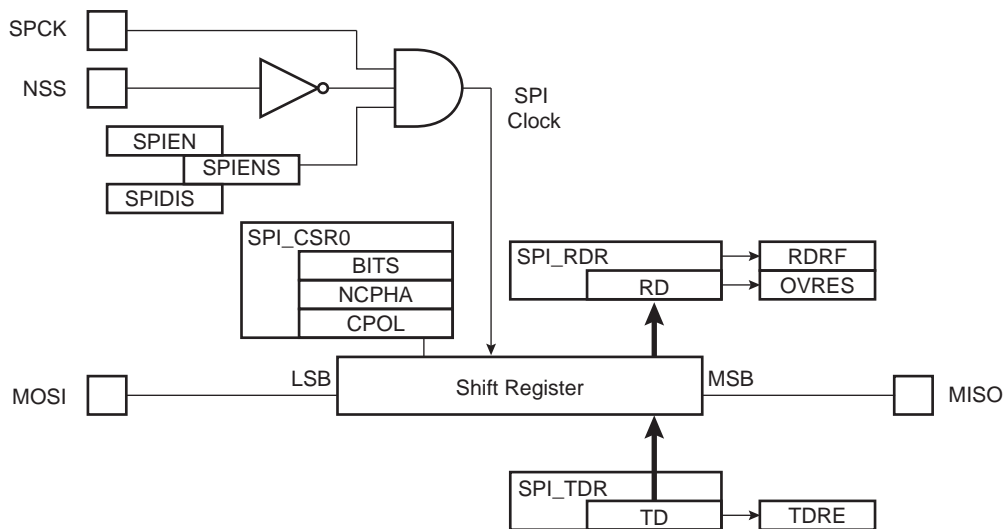 SPCK
NSS
SPI
Clock
SPIEN
SPIENS
SPIDIS
SPI_CSR0
BITS
NCPHA
CPOL
SPI_RDR
RD
RDRF
OVRES
MOSI
LSB
Shift Register
MSB
MISO
SPI_TDR
TD
TDRE